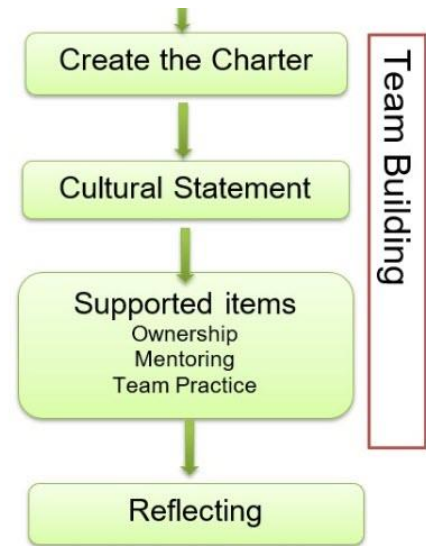 Create the Charter
Cultural Statement
Supported items
Ownership
Mentoring
Team Practice
Reflecting
Team Building